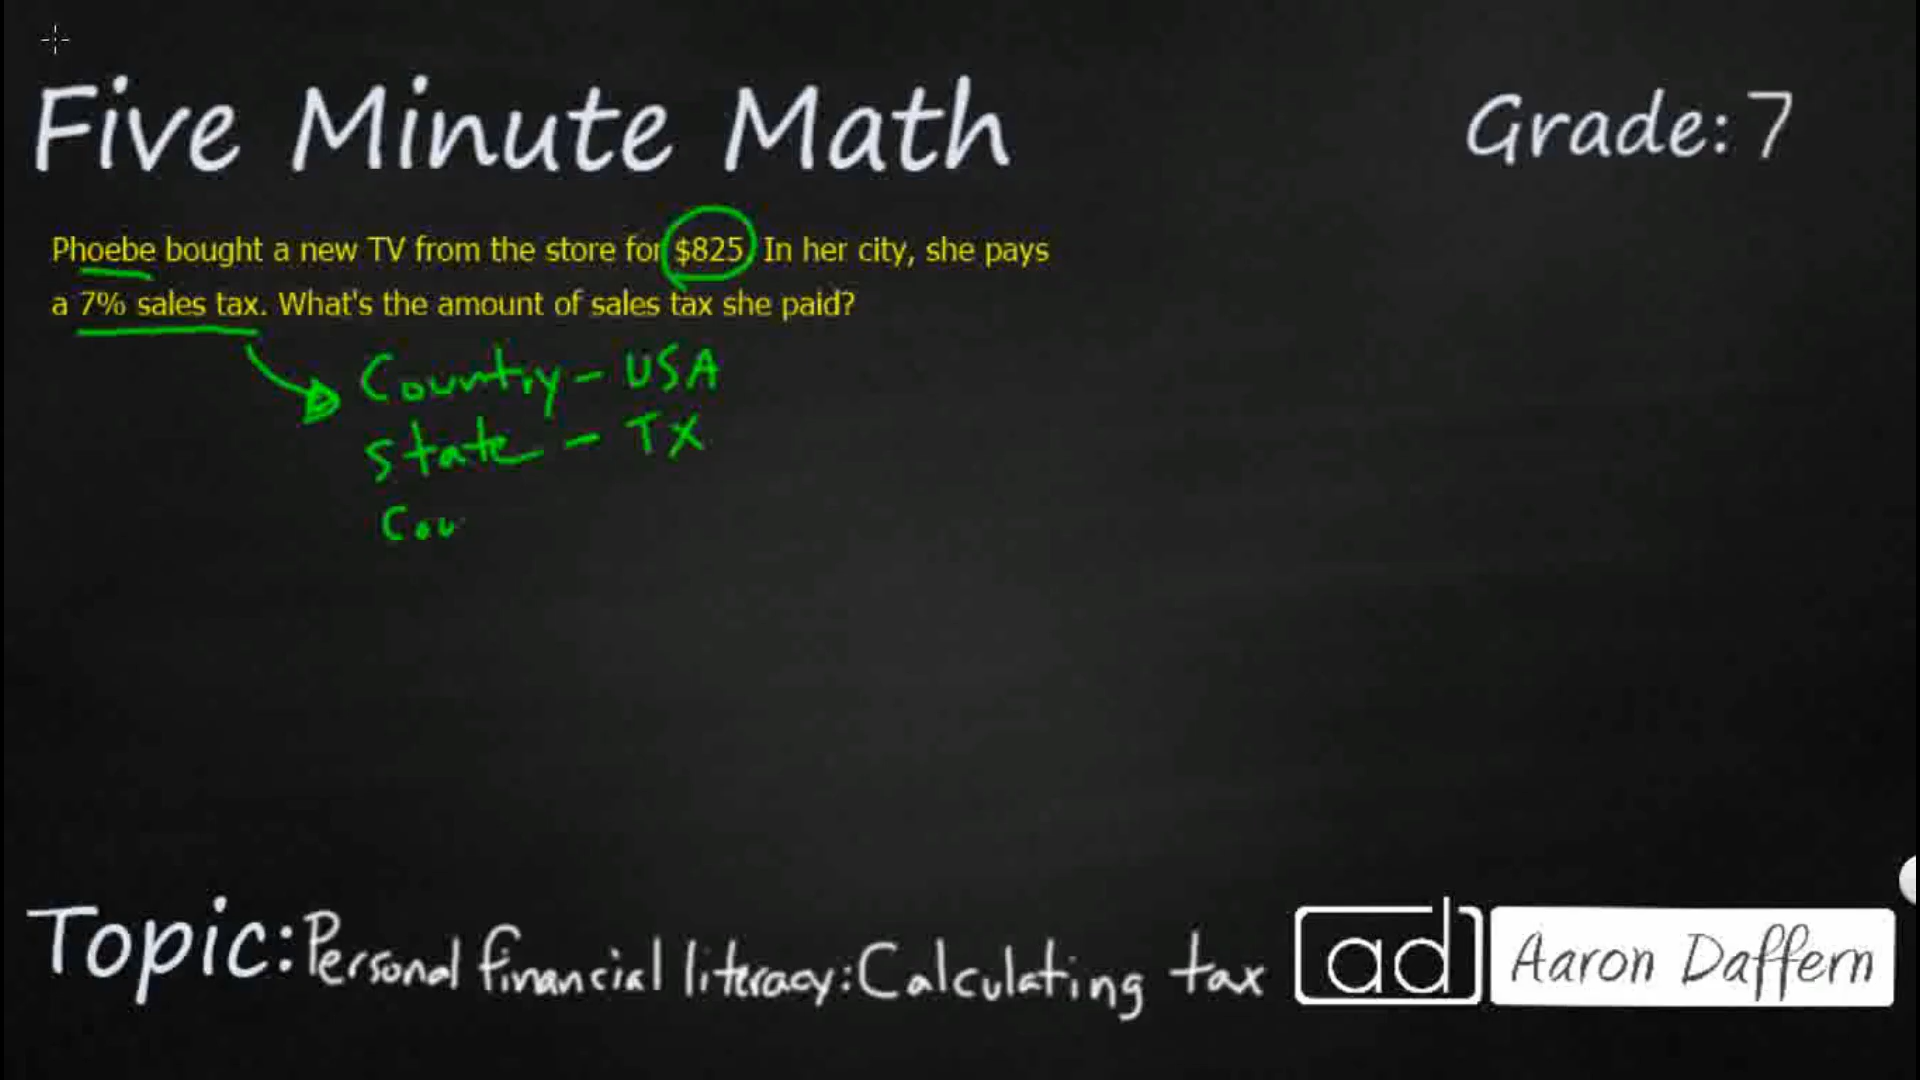 Five Minute Math
Grade: 7
Phoebe bought a new TV from the store for $825. In her city, she pays
a 7% sales tax. What's the amount of sales tax she paid?
Country - USA
State - TX
Cou
Topic: Personal financial literacy: Calculating tax
ad Aaron Daffern